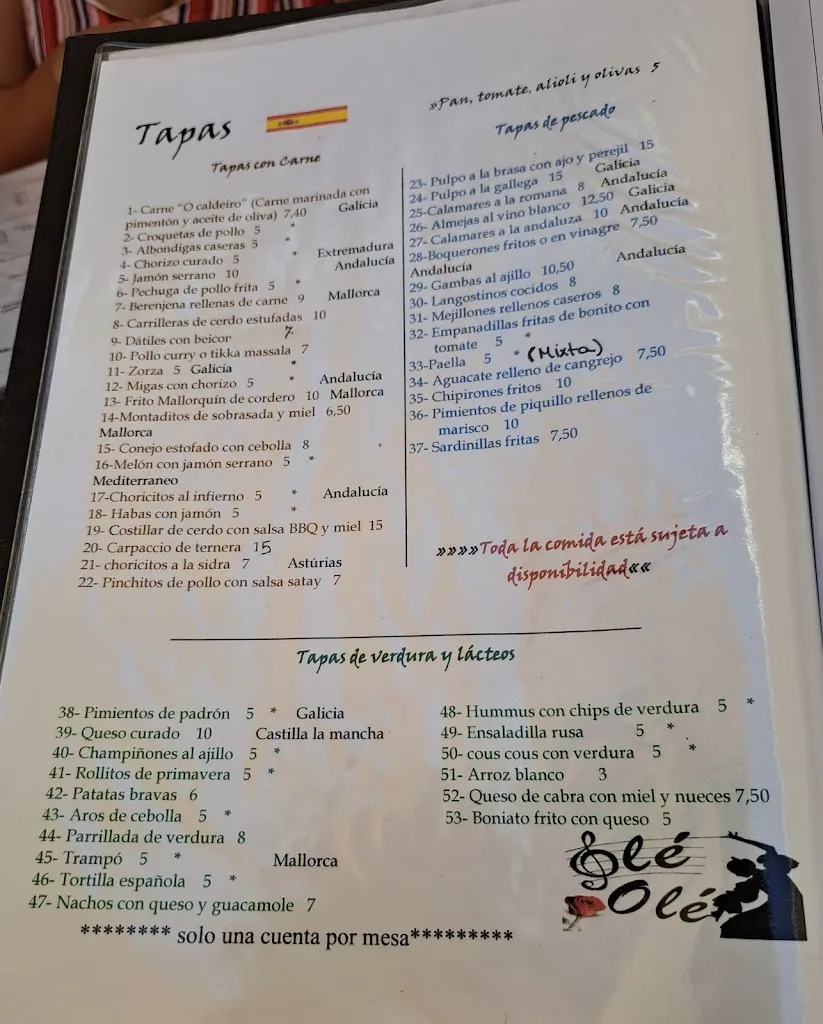 »Pan, tomate, alioli y olivas 5
Tapas
Tapas con Carne
1- Carne "O caldeiro" (Carne marinada con
pimentón y aceite de oliva) 7,40 Galicia
2- Croquetas de pollo 5 *
3- Albondigas caseras 5 *
4- Chorizo curado 5 * Extremadura
5- Jamón serrano 10 Andalucía
6- Pechuga de pollo frita 5 *
7- Berenjena rellenas de carne 9 Mallorca
8- Carrilleras de cerdo estufadas 10
9- Dátiles con beicor 7
10- Pollo curry o tikka massala 7
11- Zorza 5 Galicia *
12- Migas con chorizo 5 * Andalucía
13- Frito Mallorquín de cordero 10 Mallorca
14-Montaditos de sobrasada y miel 6,50
Mallorca
15- Conejo estofado con cebolla 8
16-Melón con jamón serrano 5 *
Mediterraneo
17-Choricitos al infierno 5 * Andalucía
18- Habas con jamón 5 *
19- Costillar de cerdo con salsa BBQ y miel 15
20- Carpaccio de ternera 15
21- choricitos a la sidra 7 Astúrias
22- Pinchitos de pollo con salsa satay 7
Tapas de pescado
23- Pulpo a la brasa con ajo y perejil 15
24- Pulpo a la gallega 15 Galicia
25-Calamares a la romana 8 Andalucía
26- Almejas al vino blanco 12,50 Galicia
27- Calamares a la andaluza 10 Andalucía
28-Boquerones fritos o en vinagre 7,50
Andalucía
29- Gambas al ajillo 10,50 Andalucía
30- Langostinos cocidos 8
31- Mejillones rellenos caseros 8
32- Empanadillas fritas de bonito con
tomate 5 *
33-Paella 5 * (Mixta)
34- Aguacate relleno de cangrejo 7,50
35- Chipirones fritos 10
36- Pimientos de piquillo rellenos de
marisco 10
37- Sardinillas fritas 7,50
»»»»Toda la comida está sujeta a
disponibilidad««
Tapas de verdura y lácteos
38- Pimientos de padrón 5 * Galicia
39- Queso curado 10 Castilla la mancha
40- Champiñones al ajillo 5 *
41- Rollitos de primavera 5 *
42- Patatas bravas 6
43- Aros de cebolla 5 *
44- Parrillada de verdura 8
45- Trampó 5 * Mallorca
46- Tortilla española 5 *
47- Nachos con queso y guacamole 7
48- Hummus con chips de verdura 5 *
49- Ensaladilla rusa 5 *
50- cous cous con verdura 5 *
51- Arroz blanco 3
52- Queso de cabra con miel y nueces 7,50
53- Boniato frito con queso 5
Olé
Olé
******** solo una cuenta por mesa*********